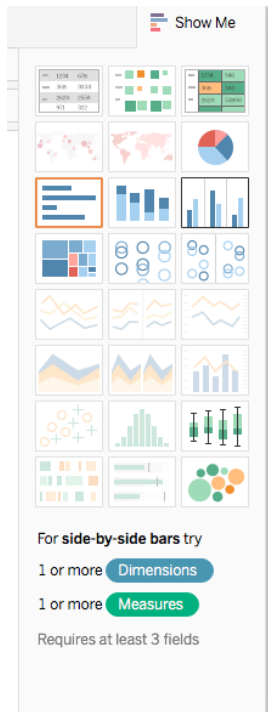 Show Me
For side-by-side bars try
1 or more Dimensions
1 or more Measures
Requires at least 3 fields